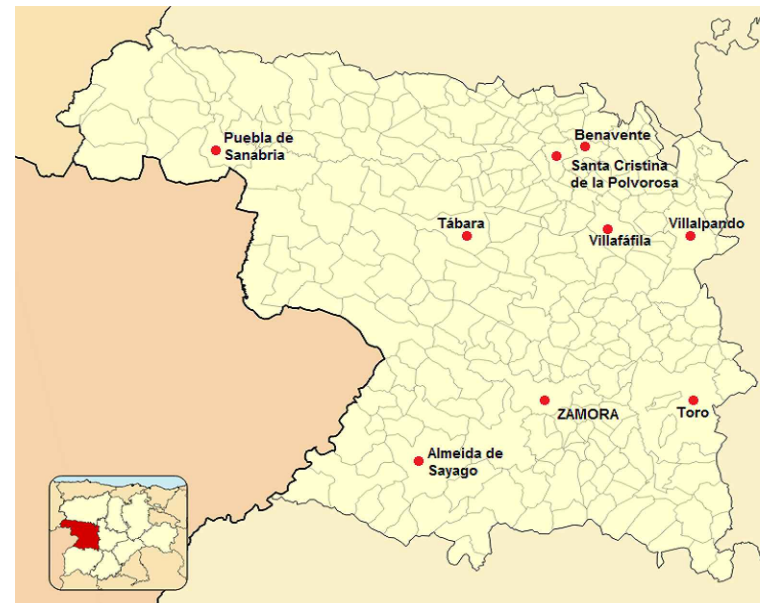 Puebla de
Sanabria
Benavente
Santa Cristina
de la Polvorosa
Tábara
Villafáfila
Villalpando
ZAMORA
Toro
Almeida de
Sayago